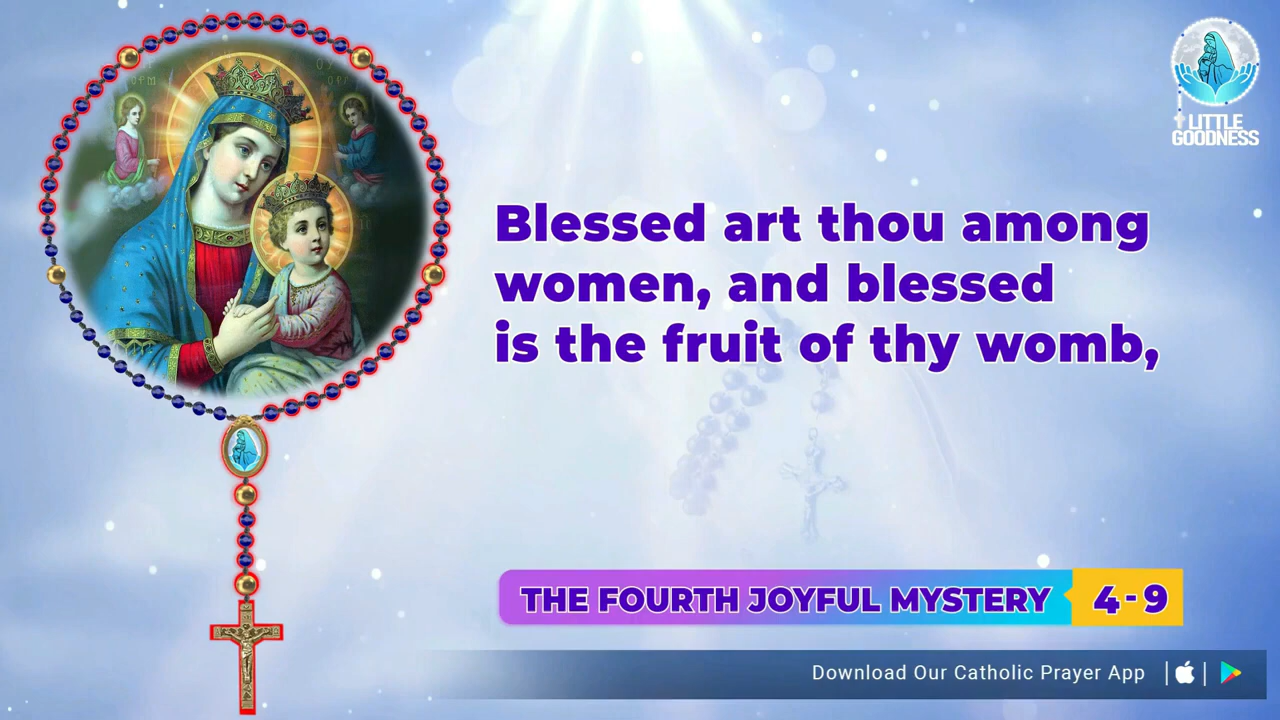 LITTLE
GOODNESS
Blessed art thou among
women, and blessed
is the fruit of thy womb,
THE FOURTH JOYFUL MYSTERY 4 - 9
Download Our Catholic Prayer App